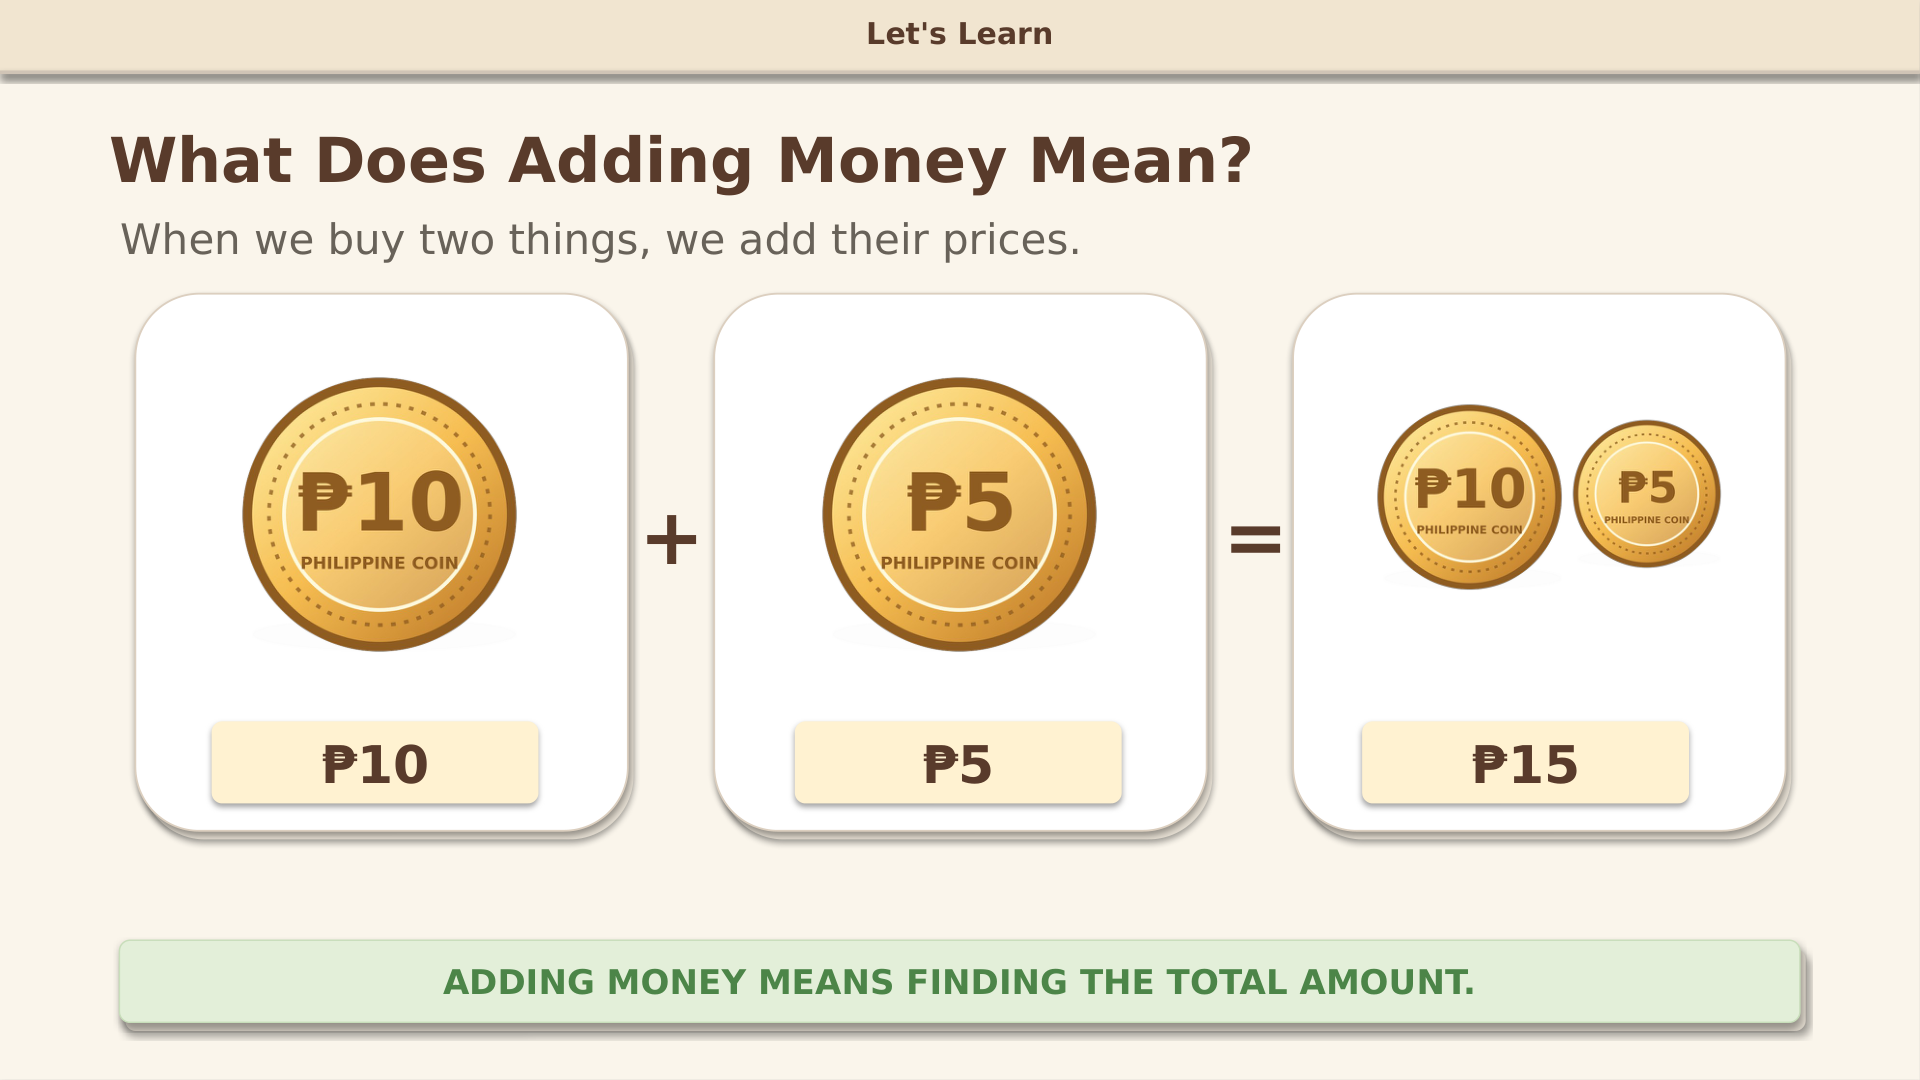 Let's Learn
What Does Adding Money Mean?
When we buy two things, we add their prices.
₱10
PHILIPPINE COIN
₱10
+
₱5
PHILIPPINE COIN
₱5
=
₱10
PHILIPPINE COIN
₱5
PHILIPPINE COIN
₱15
ADDING MONEY MEANS FINDING THE TOTAL AMOUNT.